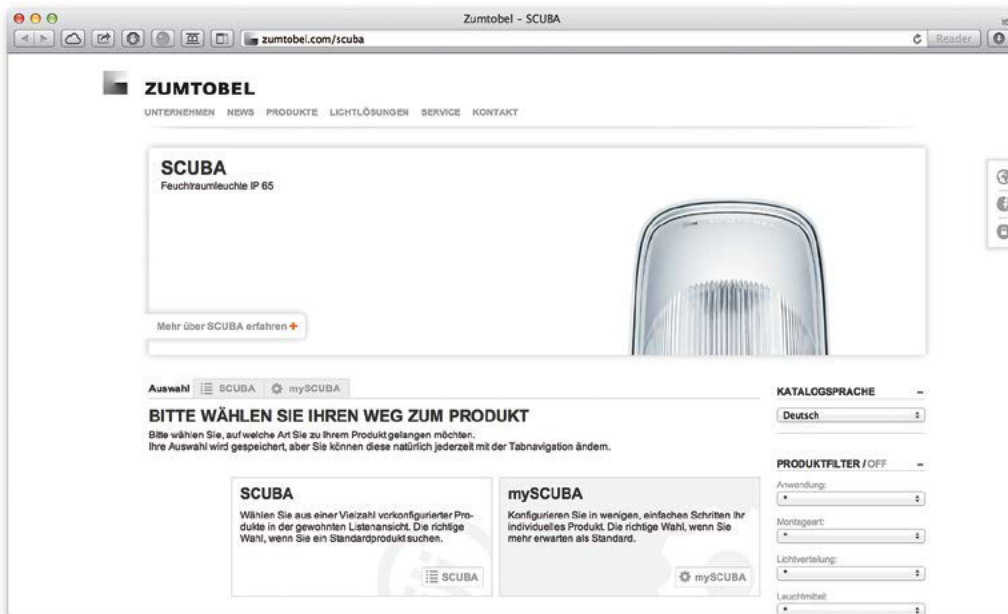 Zumtobel – SCUBA
zumtobel.com/scuba
Reader
ZUMTOBEL
UNTERNEHMEN NEWS PRODUKTE LICHTLÖSUNGEN SERVICE KONTAKT
SCUBA
Feuchtraumleuchte IP 65
Mehr über SCUBA erfahren +
Auswahl SCUBA mySCUBA
BITTE WÄHLEN SIE IHREN WEG ZUM PRODUKT
Bitte wählen Sie, auf welche Art Sie zu Ihrem Produkt gelangen möchten.
Ihre Auswahl wird gespeichert, aber Sie können diese natürlich jederzeit mit der Tabnavigation ändern.
SCUBA
Wählen Sie aus einer Vielzahl vorkonfigurierter Pro-
dukte in der gewohnten Listenansicht. Die richtige
Wahl, wenn Sie ein Standardprodukt suchen.
SCUBA
mySCUBA
Konfigurieren Sie in wenigen, einfachen Schritten Ihr
individuelles Produkt. Die richtige Wahl, wenn Sie
mehr erwarten als Standard.
mySCUBA
KATALOGSPRACHE –
Deutsch
PRODUKTFILTER / OFF –
Anwendung:
*
Montageart:
*
Lichtverteilung:
*
Leuchtmittel:
*